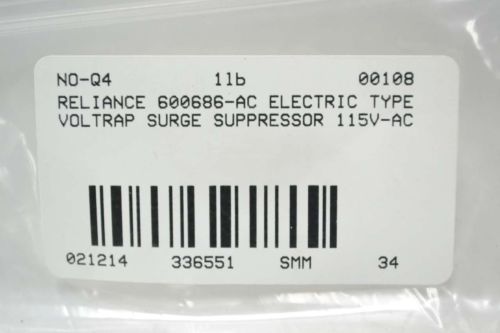 NO-Q4 1lb 00108
RELIANCE 600686-AC ELECTRIC TYPE
VOLTRAP SURGE SUPPRESSOR 115V-AC
021214 336551 SMM 34